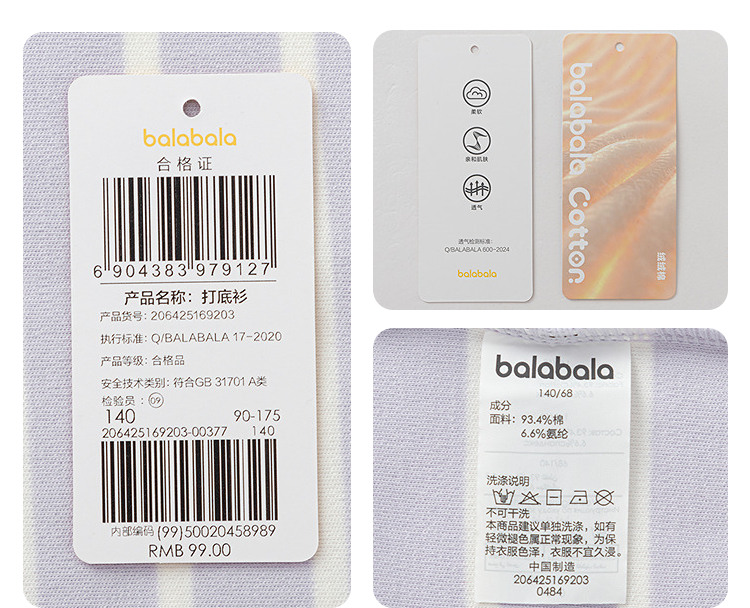 balabala
合格证
6 904383 979127
产品名称：打底衫
产品货号：206425169203
执行标准：Q/BALABALA 17-2020
产品等级：合格品
安全技术类别：符合GB 31701 A类
检验员：09
140 90-175
206425169203-00377 140
内部编码 (99)50020458989
RMB 99.00
柔软
亲和肌肤
透气
透气检测标准：
Q/BALABALA 600-2024
balabala
balabala Cotton
绒绒棉
balabala
140/68
成分
面料：93.4%棉
6.6%氨纶
洗涤说明
不可干洗
本商品建议单独洗涤，如有
轻微褪色属正常现象，为保
持衣服色泽，衣服不宜久浸。
中国制造
206425169203
0484